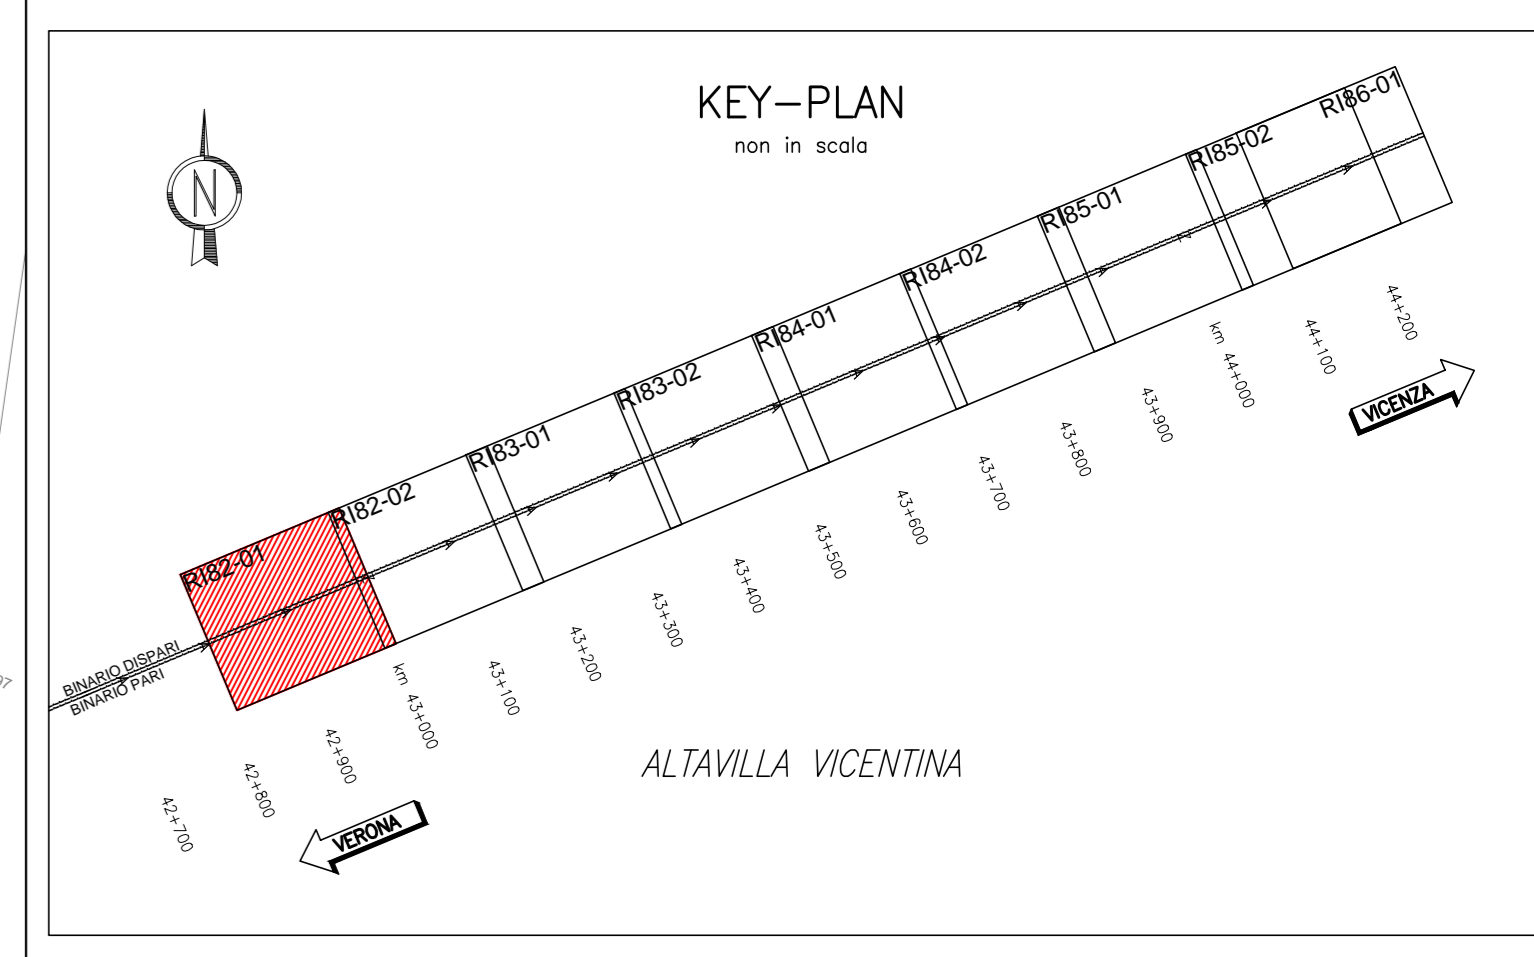 KEY-PLAN
non in scala
N
RI86-01
RI85-02
RI85-01
RI84-02
RI84-01
RI83-02
RI83-01
RI82-02
RI82-01
BINARIO DISPARI
BINARIO PARI
42+700
42+800
42+900
km 43+000
43+100
43+200
43+300
43+400
43+500
43+600
43+700
43+800
43+900
km 44+000
44+100
44+200
VICENZA
VERONA
ALTAVILLA VICENTINA